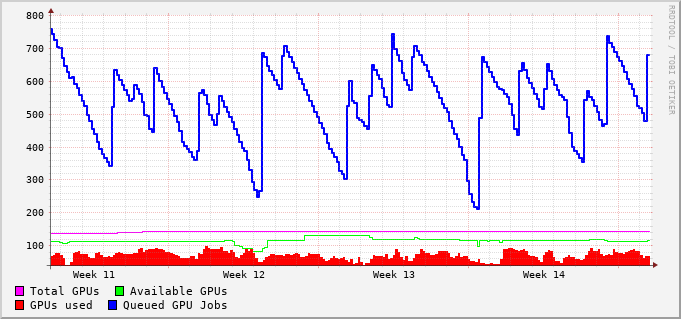 800
700
600
500
400
300
200
100
Week 11 Week 12 Week 13 Week 14
Total GPUs Available GPUs
GPUs used Queued GPU Jobs
RRDTOOL / TOBI OETIKER